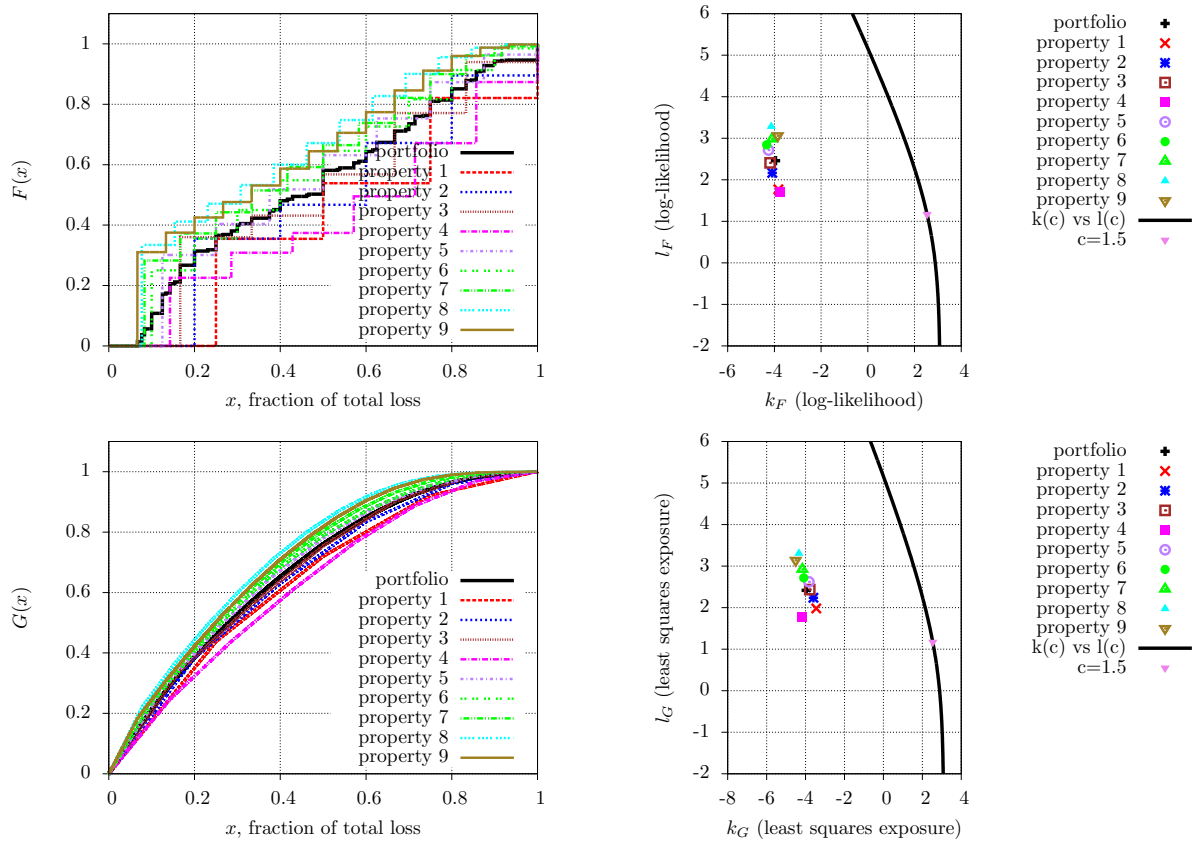 1
0.8
0.6
0.4
0.2
0
F(x)
0 0.2 0.4 0.6 0.8 1
x, fraction of total loss
portfolio
property 1
property 2
property 3
property 4
property 5
property 6
property 7
property 8
property 9
6
5
4
3
2
1
0
-1
-2
l_F (log-likelihood)
-8 -6 -4 -2 0 2 4
k_F (log-likelihood)
portfolio
property 1
property 2
property 3
property 4
property 5
property 6
property 7
property 8
property 9
k(c) vs l(c)
c=1.5
1
0.8
0.6
0.4
0.2
0
G(x)
0 0.2 0.4 0.6 0.8 1
x, fraction of total loss
portfolio
property 1
property 2
property 3
property 4
property 5
property 6
property 7
property 8
property 9
6
5
4
3
2
1
0
-1
-2
l_G (least squares exposure)
-8 -6 -4 -2 0 2 4
k_G (least squares exposure)
portfolio
property 1
property 2
property 3
property 4
property 5
property 6
property 7
property 8
property 9
k(c) vs l(c)
c=1.5